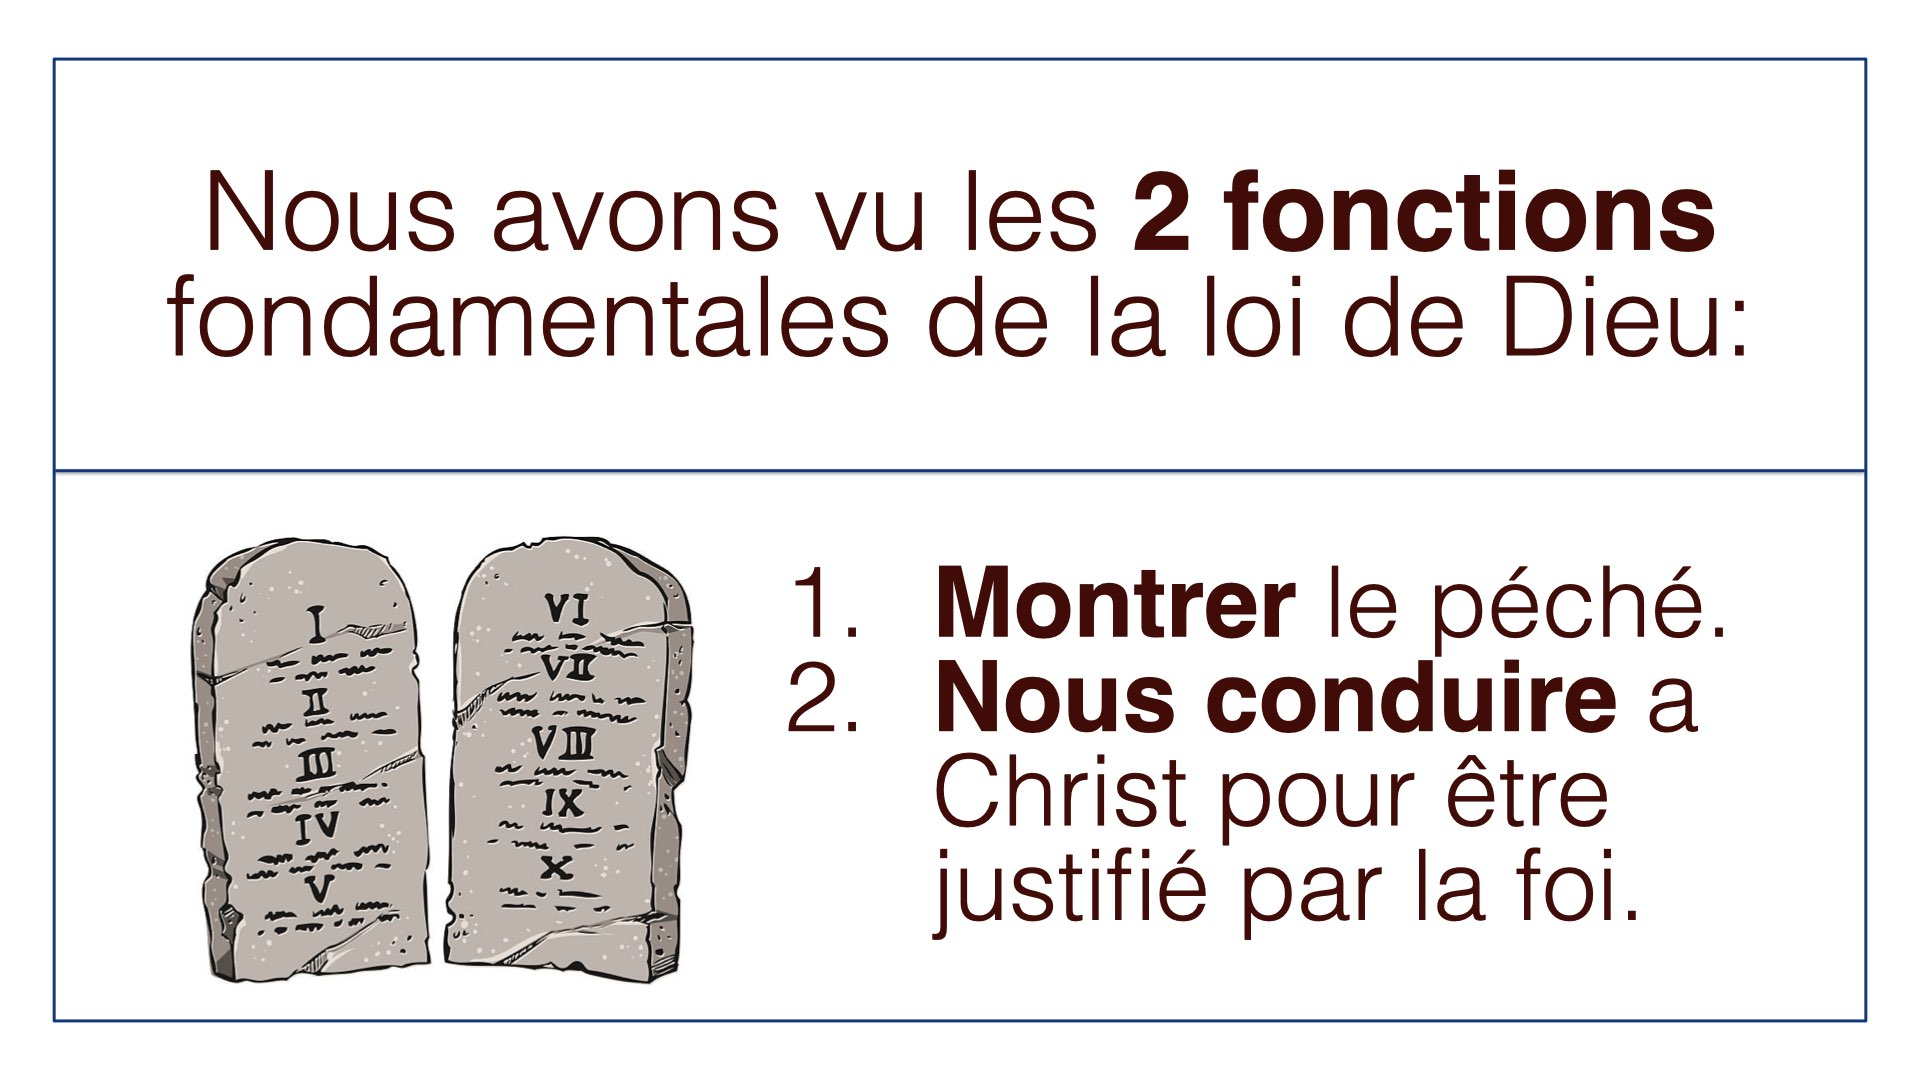 Nous avons vu les 2 fonctions
fondamentales de la loi de Dieu:
I
II
III
IV
V
VI
VII
VIII
IX
X
1. Montrer le péché.
2. Nous conduire a
Christ pour être
justifié par la foi.